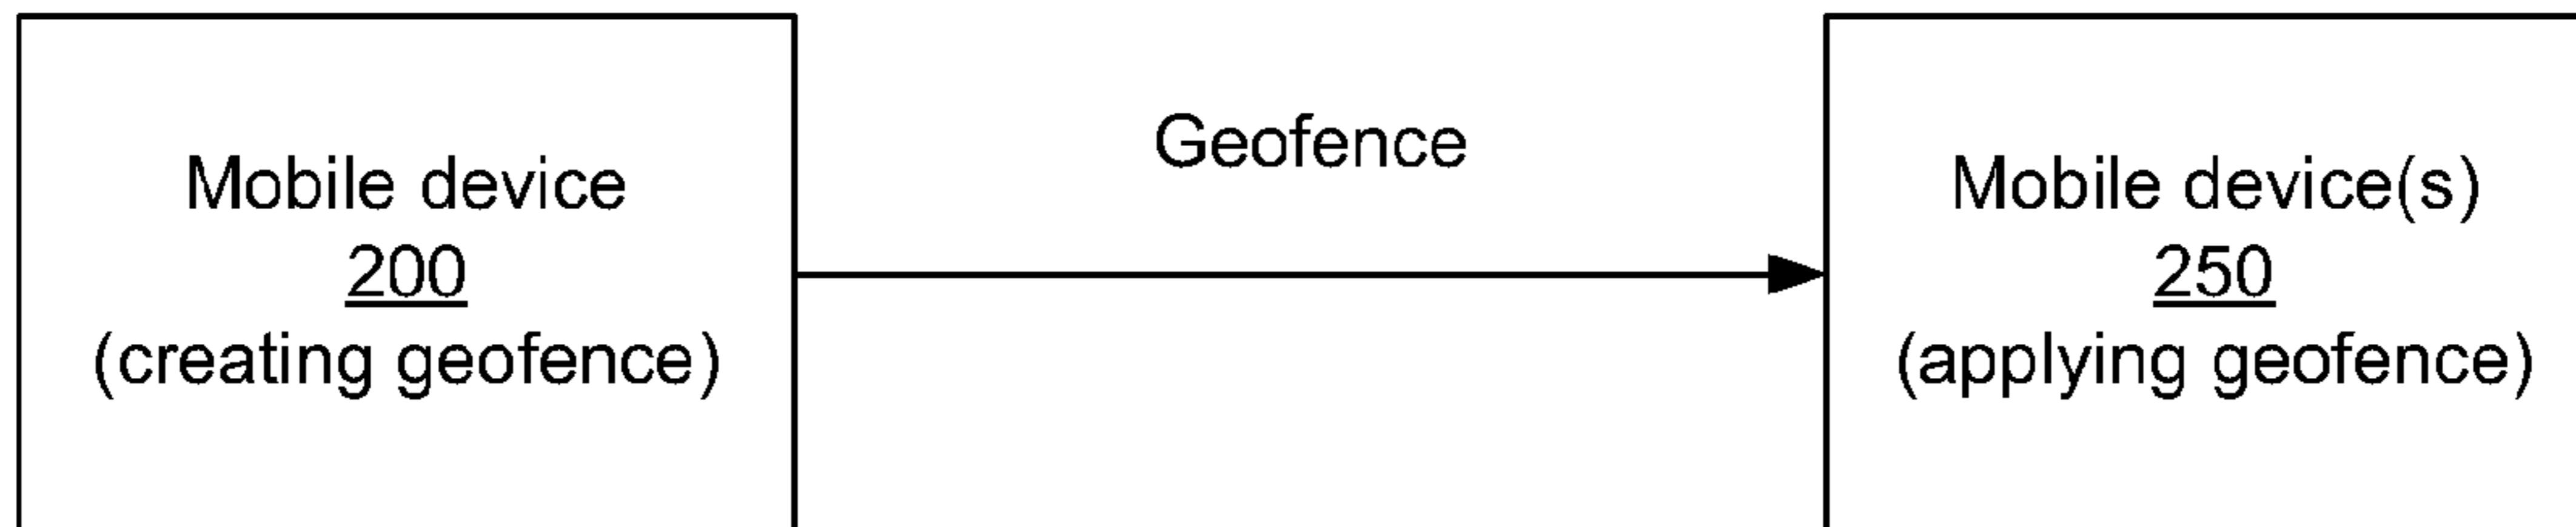 Mobile device
200
(creating geofence)
Geofence
Mobile device(s)
250
(applying geofence)